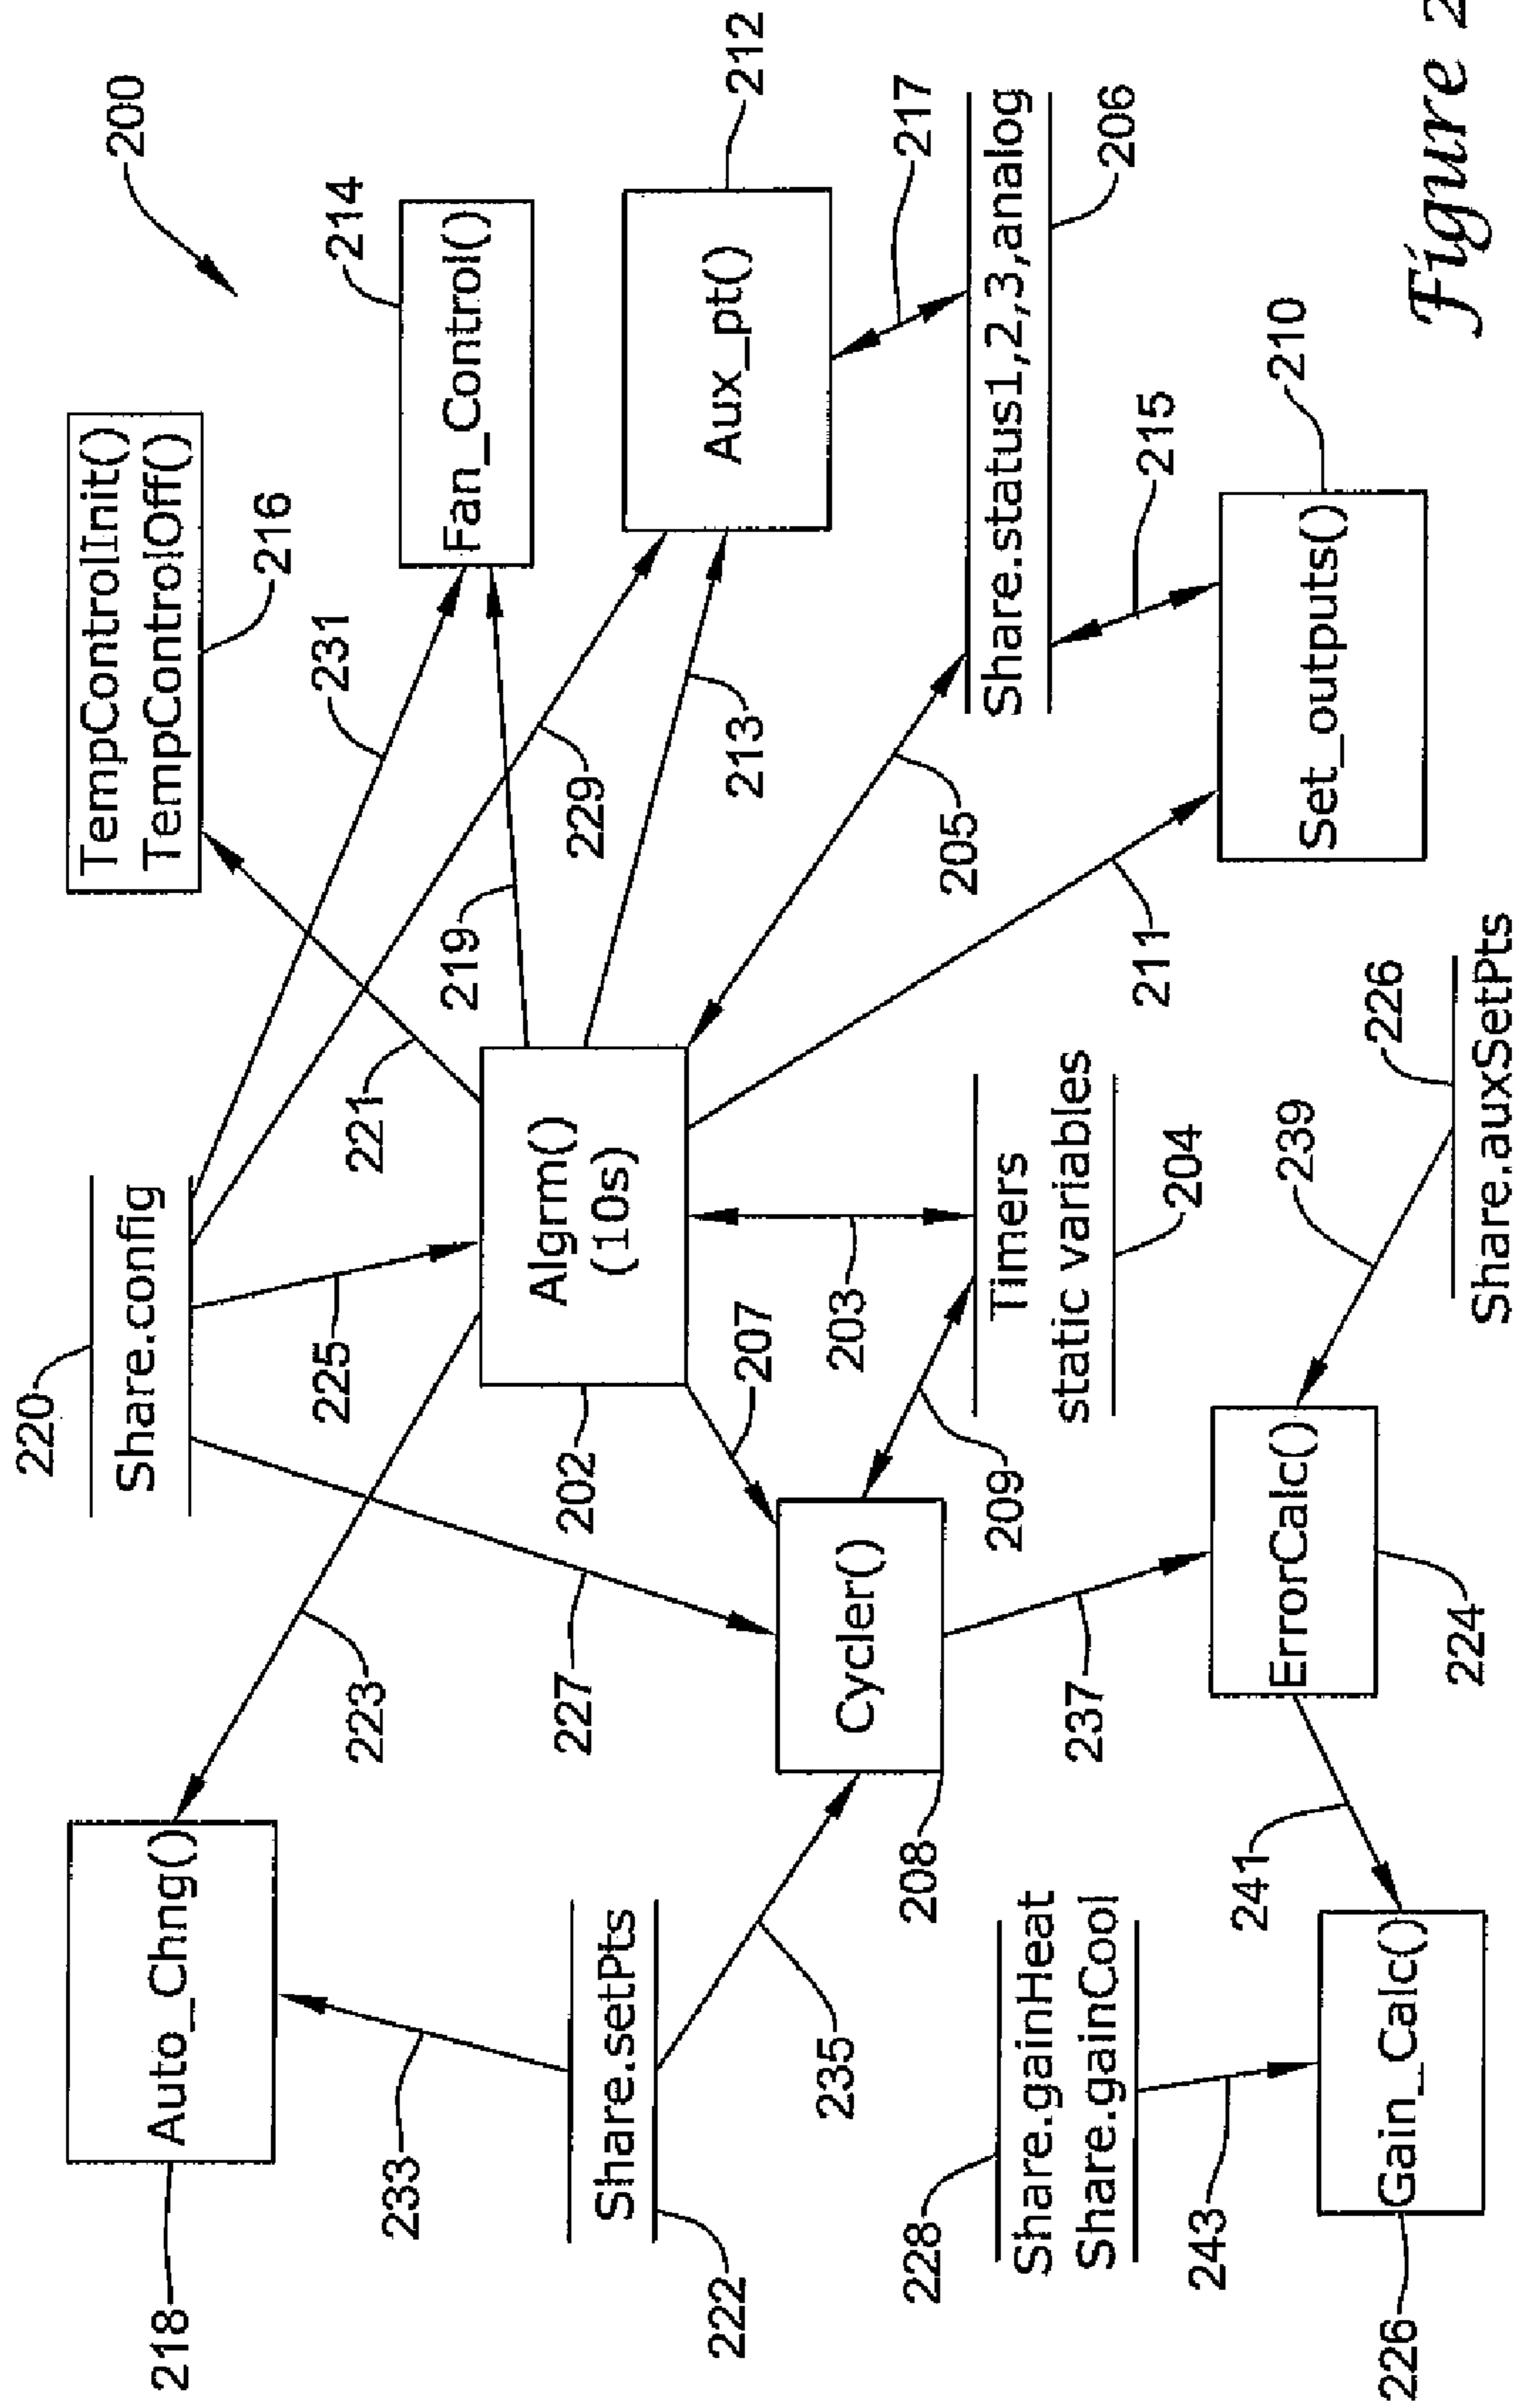 200
220
Share.config
TempControlInit()
TempControlOff()
216
214
Fan_Control()
231
221
219
229
225
223
218
Auto_Chng()
227
Algrm()
(10s)
202
213
Aux_pt()
212
217
233
207
203
205
Share.status1,2,3,analog
206
222
Share.setPts
235
Cycler()
208
209
Timers
static variables
204
211
215
Set_outputs()
210
228
Share.gainHeat
Share.gainCool
237
239
226
Share.auxSetPts
243
241
ErrorCalc()
224
226
Gain_Calc()
Figure 2